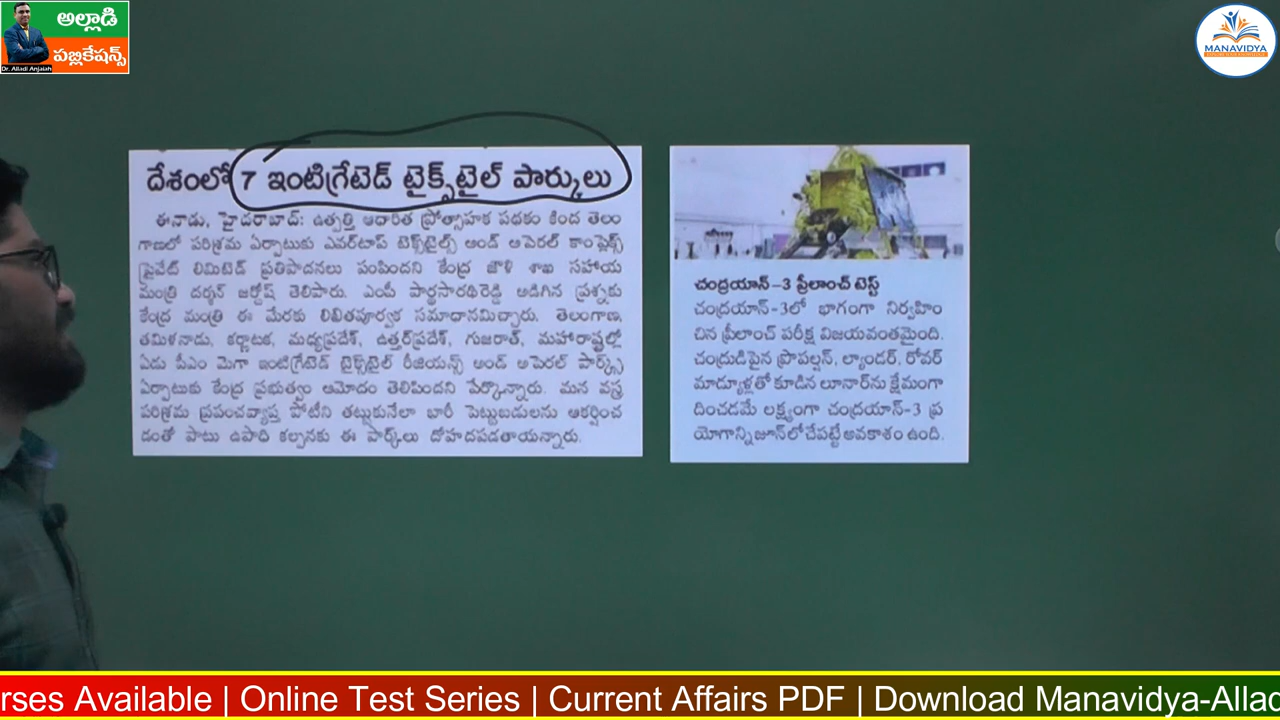 అల్లాడి
పబ్లికేషన్స్
Dr. Alladi Anjaiah
MANAVIDYA
దేశంలో 7 ఇంటిగ్రేటెడ్ టైక్స్‌టైల్ పార్కులు
ఈనాడు, హైదరాబాద్: ఉత్పత్తి ఆధారిత ప్రోత్సాహక పథకం కింద తెలం
గాణలో పరిశ్రమ ఏర్పాటుకు ఎవర్‌టాప్ టెక్స్‌టైల్స్ అండ్ అపెరల్ కాంప్లెక్స్
ప్రైవేట్ లిమిటెడ్ ప్రతిపాదనలు పంపిందని కేంద్ర జౌళి శాఖ సహాయ
మంత్రి దర్శన్ జర్దోష్ తెలిపారు. ఎంపీ పార్థసారథిరెడ్డి అడిగిన ప్రశ్నకు
కేంద్ర మంత్రి ఈ మేరకు లిఖితపూర్వక సమాధానమిచ్చారు. తెలంగాణ,
తమిళనాడు, కర్ణాటక, మధ్యప్రదేశ్, ఉత్తర్‌ప్రదేశ్, గుజరాత్, మహారాష్ట్రల్లో
ఏడు పీఎం మెగా ఇంటిగ్రేటెడ్ టైక్స్‌టైల్ రీజియన్స్ అండ్ అపెరల్ పార్క్స్
ఏర్పాటుకు కేంద్ర ప్రభుత్వం ఆమోదం తెలిపిందని పేర్కొన్నారు. మన వస్త్ర
పరిశ్రమ ప్రపంచవ్యాప్త పోటీని తట్టుకునేలా భారీ పెట్టుబడులను ఆకర్షించ
డంతో పాటు ఉపాధి కల్పనకు ఈ పార్క్‌లు దోహదపడతాయన్నారు.
చంద్రయాన్-3 ప్రీలాంచ్ టెస్ట్
చంద్రయాన్-3లో భాగంగా నిర్వహిం
చిన ప్రీలాంచ్ పరీక్ష విజయవంతమైంది.
చంద్రుడిపైన ప్రొపల్షన్, ల్యాండర్, రోవర్
మాడ్యూళ్లతో కూడిన లూనార్‌ను క్షేమంగా
దించడమే లక్ష్యంగా చంద్రయాన్-3 ప్ర
యోగాన్ని జూన్‌లో చేపట్టే అవకాశం ఉంది.
rses Available | Online Test Series | Current Affairs PDF | Download Manavidya-Allad